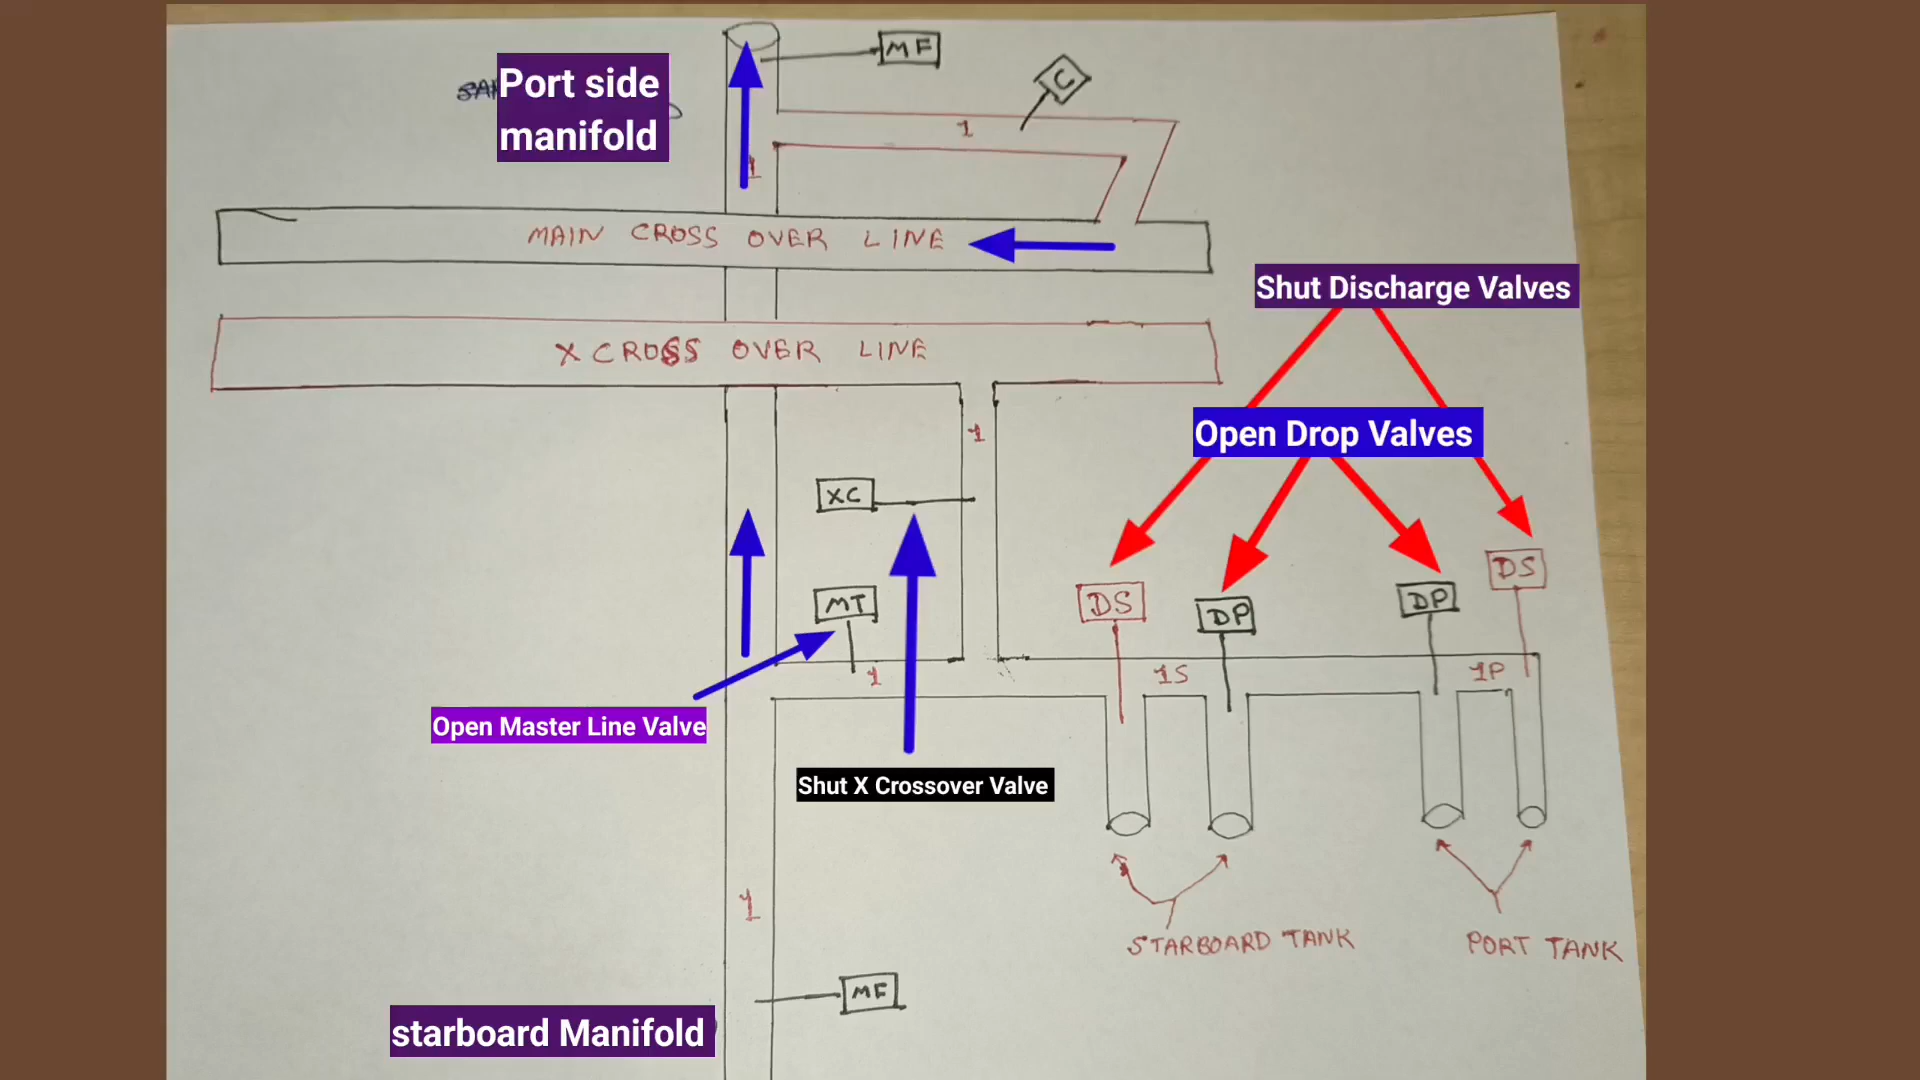 MF
Port side
manifold
C
1
1
MAIN CROSS OVER LINE
Shut Discharge Valves
X CROSS OVER LINE
Open Drop Valves
1
XC
DS
MT
DS
DP
DP
1
1S
1P
Open Master Line Valve
Shut X Crossover Valve
1
STARBOARD TANK
PORT TANK
MF
starboard Manifold